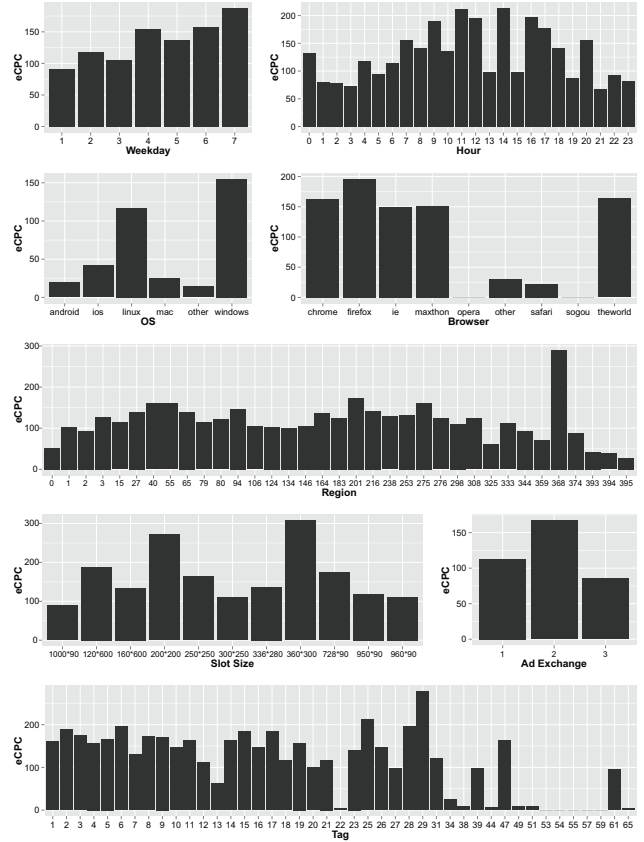 eCPC
150
100
50
0
1 2 3 4 5 6 7
Weekday
eCPC
200
150
100
50
0
0 1 2 3 4 5 6 7 8 9 10 11 12 13 14 15 16 17 18 19 20 21 22 23
Hour
eCPC
150
100
50
0
android ios linux mac other windows
OS
eCPC
200
150
100
50
0
chrome firefox ie maxthon opera other safari sogou theworld
Browser
eCPC
300
200
100
0
0 1 2 3 15 27 40 55 65 79 80 94 106 124 134 146 164 183 201 216 238 253 275 276 298 308 325 333 344 359 368 374 393 394 395
Region
eCPC
300
200
100
0
1000*90 120*600 160*600 200*200 250*250 300*250 336*280 360*300 728*90 950*90 960*90
Slot Size
eCPC
150
100
50
0
1 2 3
Ad Exchange
eCPC
200
100
0
1 2 3 4 5 6 7 8 9 10 11 12 13 14 15 16 17 18 19 20 21 22 23 25 26 27 28 29 31 34 38 39 44 47 49 51 53 54 55 57 59 61 65
Tag